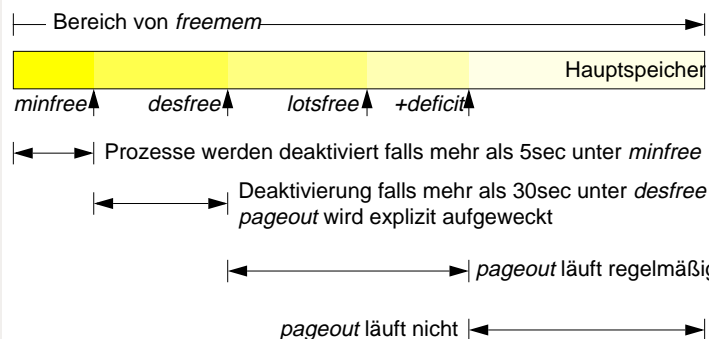 Bereich von freemem
Hauptspeicher
minfree desfree lotsfree +deficit
Prozesse werden deaktiviert falls mehr als 5sec unter minfree
Deaktivierung falls mehr als 30sec unter desfree
pageout wird explizit aufgeweckt
pageout läuft regelmäßig
pageout läuft nicht